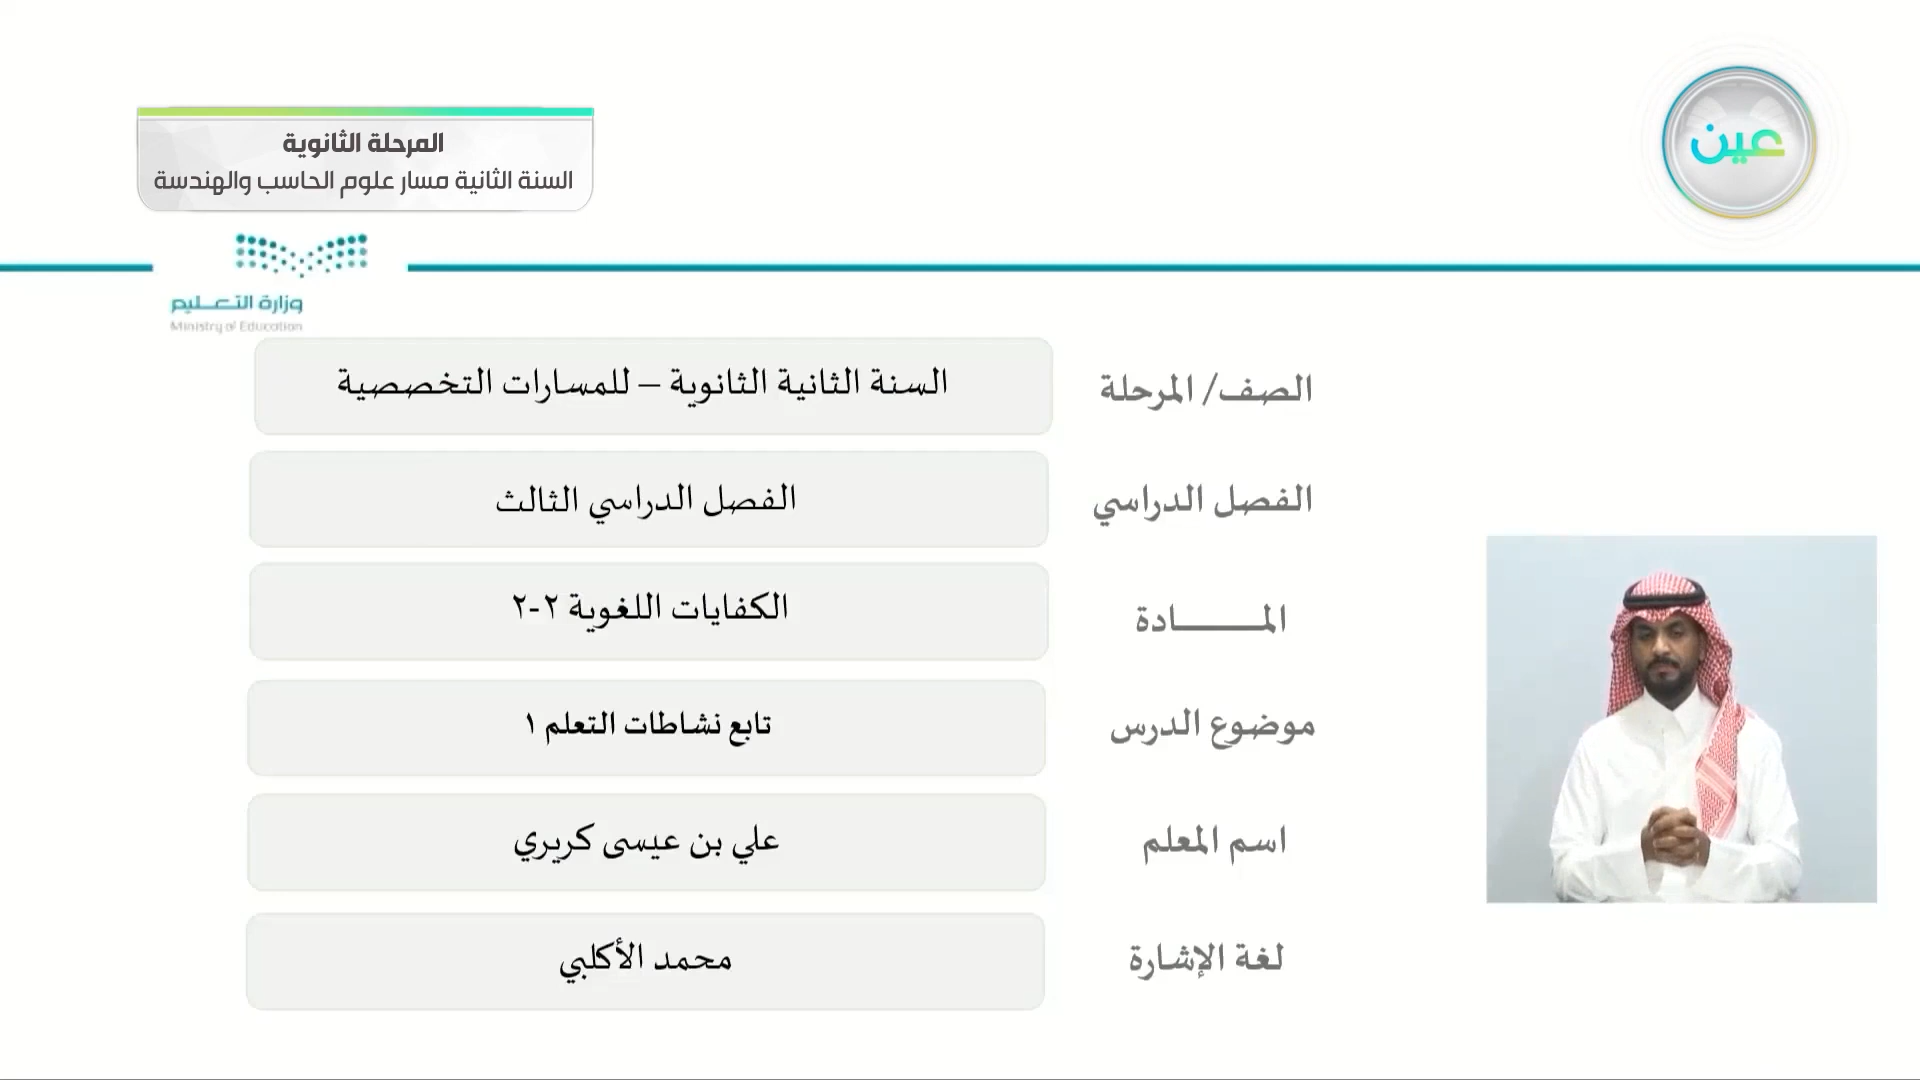 عين
المرحلة الثانوية
السنة الثانية مسار علوم الحاسب والهندسة
وزارة التعـــليم
Ministry of Education
الصف/ المرحلة
السنة الثانية الثانوية – للمسارات التخصصية
الفصل الدراسي
الفصل الدراسي الثالث
المـــــــادة
الكفايات اللغوية ٢-٢
موضوع الدرس
تابع نشاطات التعلم ١
اسم المعلم
علي بن عيسى كريري
لغة الإشارة
محمد الأكلبي